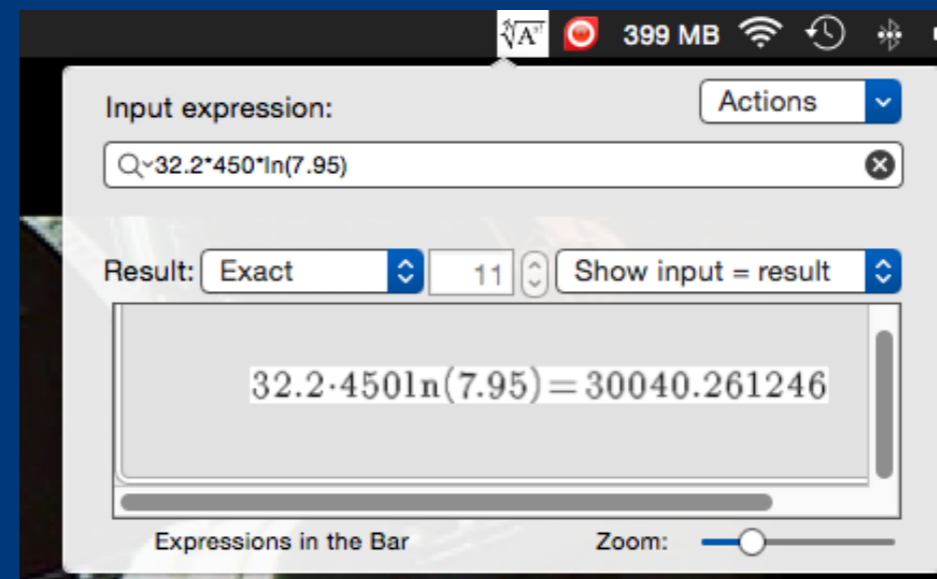 399 MB
Input expression:
Actions
32.2*450*ln(7.95)
Result: Exact 11 Show input = result
32.2·450ln(7.95)=30040.261246
Expressions in the Bar Zoom: